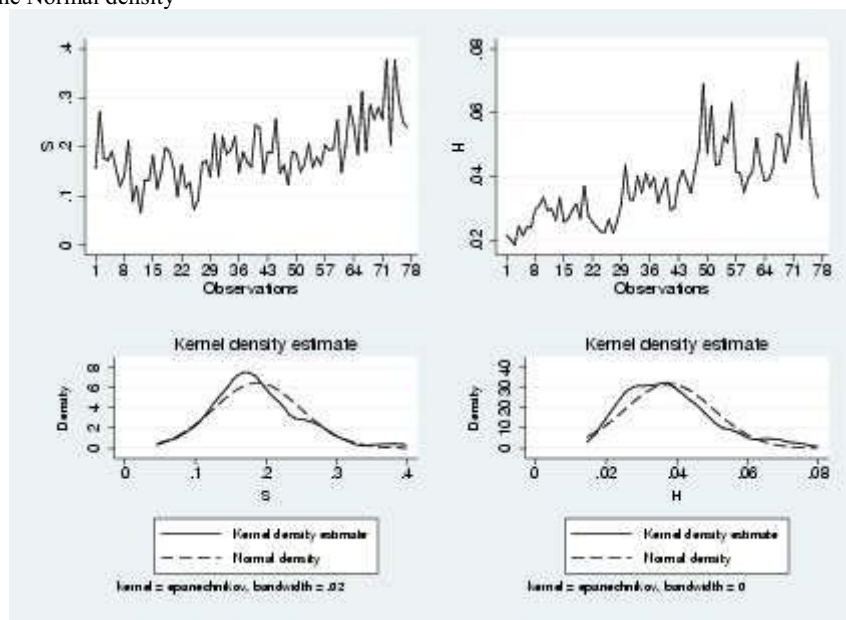 he Normal density
S
0 .1 .2 .3 .4
1 8 15 22 29 36 43 50 57 64 71 78
Observations
H
.02 .04 .06 .08
1 8 15 22 29 36 43 50 57 64 71 78
Observations
Kernel density estimate
Density
0 2 4 6 8
0 .1 .2 .3 .4
S
Kernel density estimate
Normal density
kernel = epanechnikov, bandwidth = .02
Kernel density estimate
Density
0 10 20 30 40
0 .02 .04 .06 .08
H
Kernel density estimate
Normal density
kernel = epanechnikov, bandwidth = 0